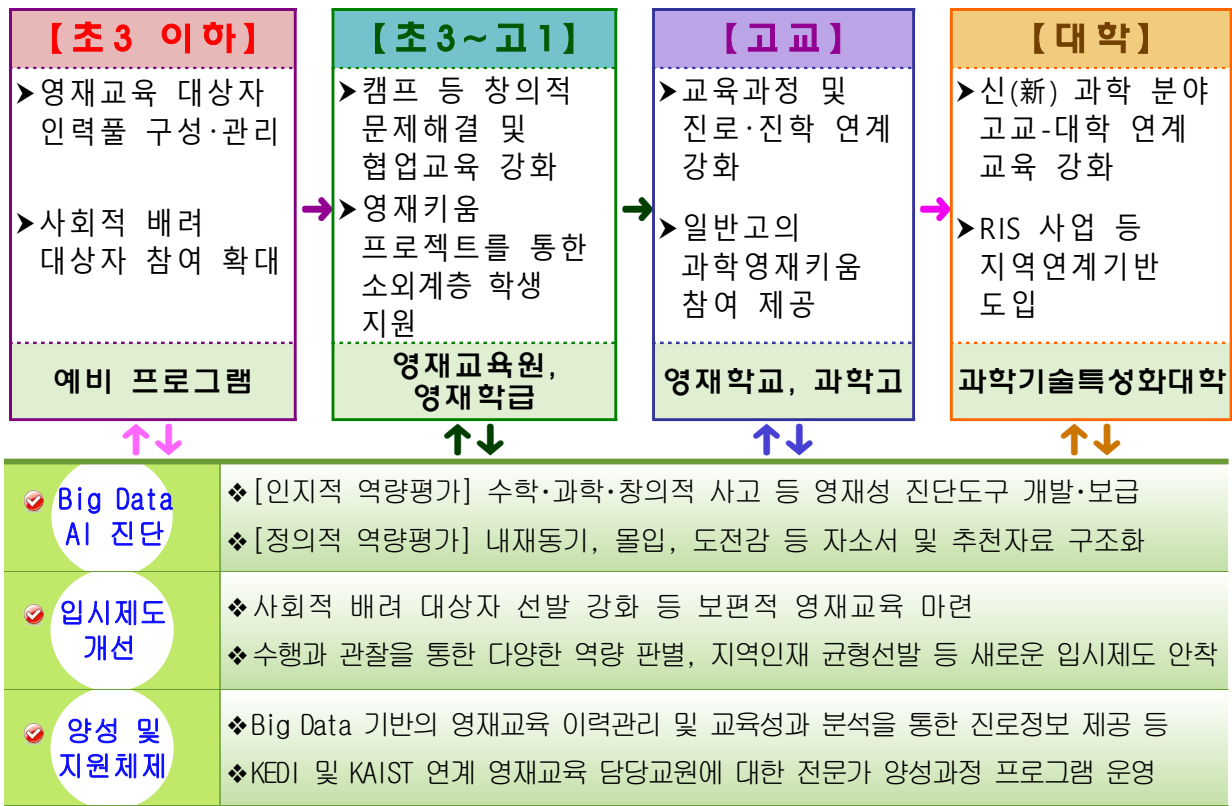 【초3 이하】
➤영재교육 대상자
인력풀 구성·관리
➤사회적 배려
대상자 참여 확대
예비 프로그램
【초3~고1】
➤캠프 등 창의적
문제해결 및
협업교육 강화
➤영재키움
프로젝트를 통한
소외계층 학생
지원
영재교육원,
영재학급
【고교】
➤교육과정 및
진로·진학 연계
강화
➤일반고의
과학영재키움
참여 제공
영재학교, 과학고
【대학】
➤신(新) 과학 분야
고교-대학 연계
교육 강화
➤RIS 사업 등
지역연계기반
도입
과학기술특성화대학
Big Data
AI 진단
❖[인지적 역량평가] 수학·과학·창의적 사고 등 영재성 진단도구 개발·보급
❖[정의적 역량평가] 내재동기, 몰입, 도전감 등 자소서 및 추천자료 구조화
입시제도
개선
❖사회적 배려 대상자 선발 강화 등 보편적 영재교육 마련
❖수행과 관찰을 통한 다양한 역량 판별, 지역인재 균형선발 등 새로운 입시제도 안착
양성 및
지원체제
❖Big Data 기반의 영재교육 이력관리 및 교육성과 분석을 통한 진로정보 제공 등
❖KEDI 및 KAIST 연계 영재교육 담당교원에 대한 전문가 양성과정 프로그램 운영